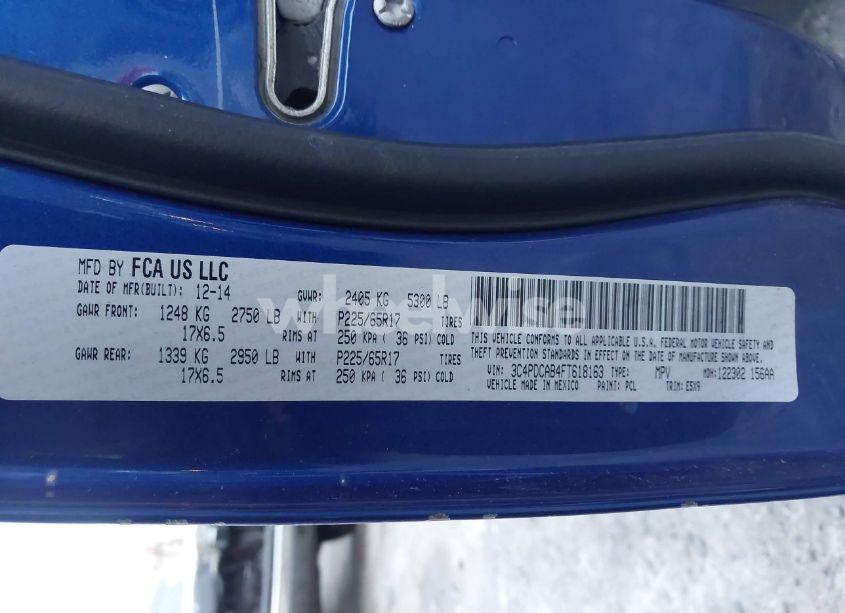 MFD BY FCA US LLC
DATE OF MFR(BUILT): 12-14 GVWR: 2405 KG 5300 LB
GAWR FRONT: 1248 KG 2750 LB WITH P225/65R17 TIRES
17X6.5 RIMS AT 250 KPA ( 36 PSI) COLD
GAWR REAR: 1339 KG 2950 LB WITH P225/65R17 TIRES
17X6.5 RIMS AT 250 KPA ( 36 PSI) COLD
THIS VEHICLE CONFORMS TO ALL APPLICABLE U.S.A. FEDERAL MOTOR VEHICLE SAFETY AND
THEFT PREVENTION STANDARDS IN EFFECT ON THE DATE OF MANUFACTURE SHOWN ABOVE.
VIN: 3C4PDCAB4FT618163 TYPE: MPV MDH: 122302 156AA
VEHICLE MADE IN MEXICO PAINT: PCL TRIM: E5X9
wheelwise